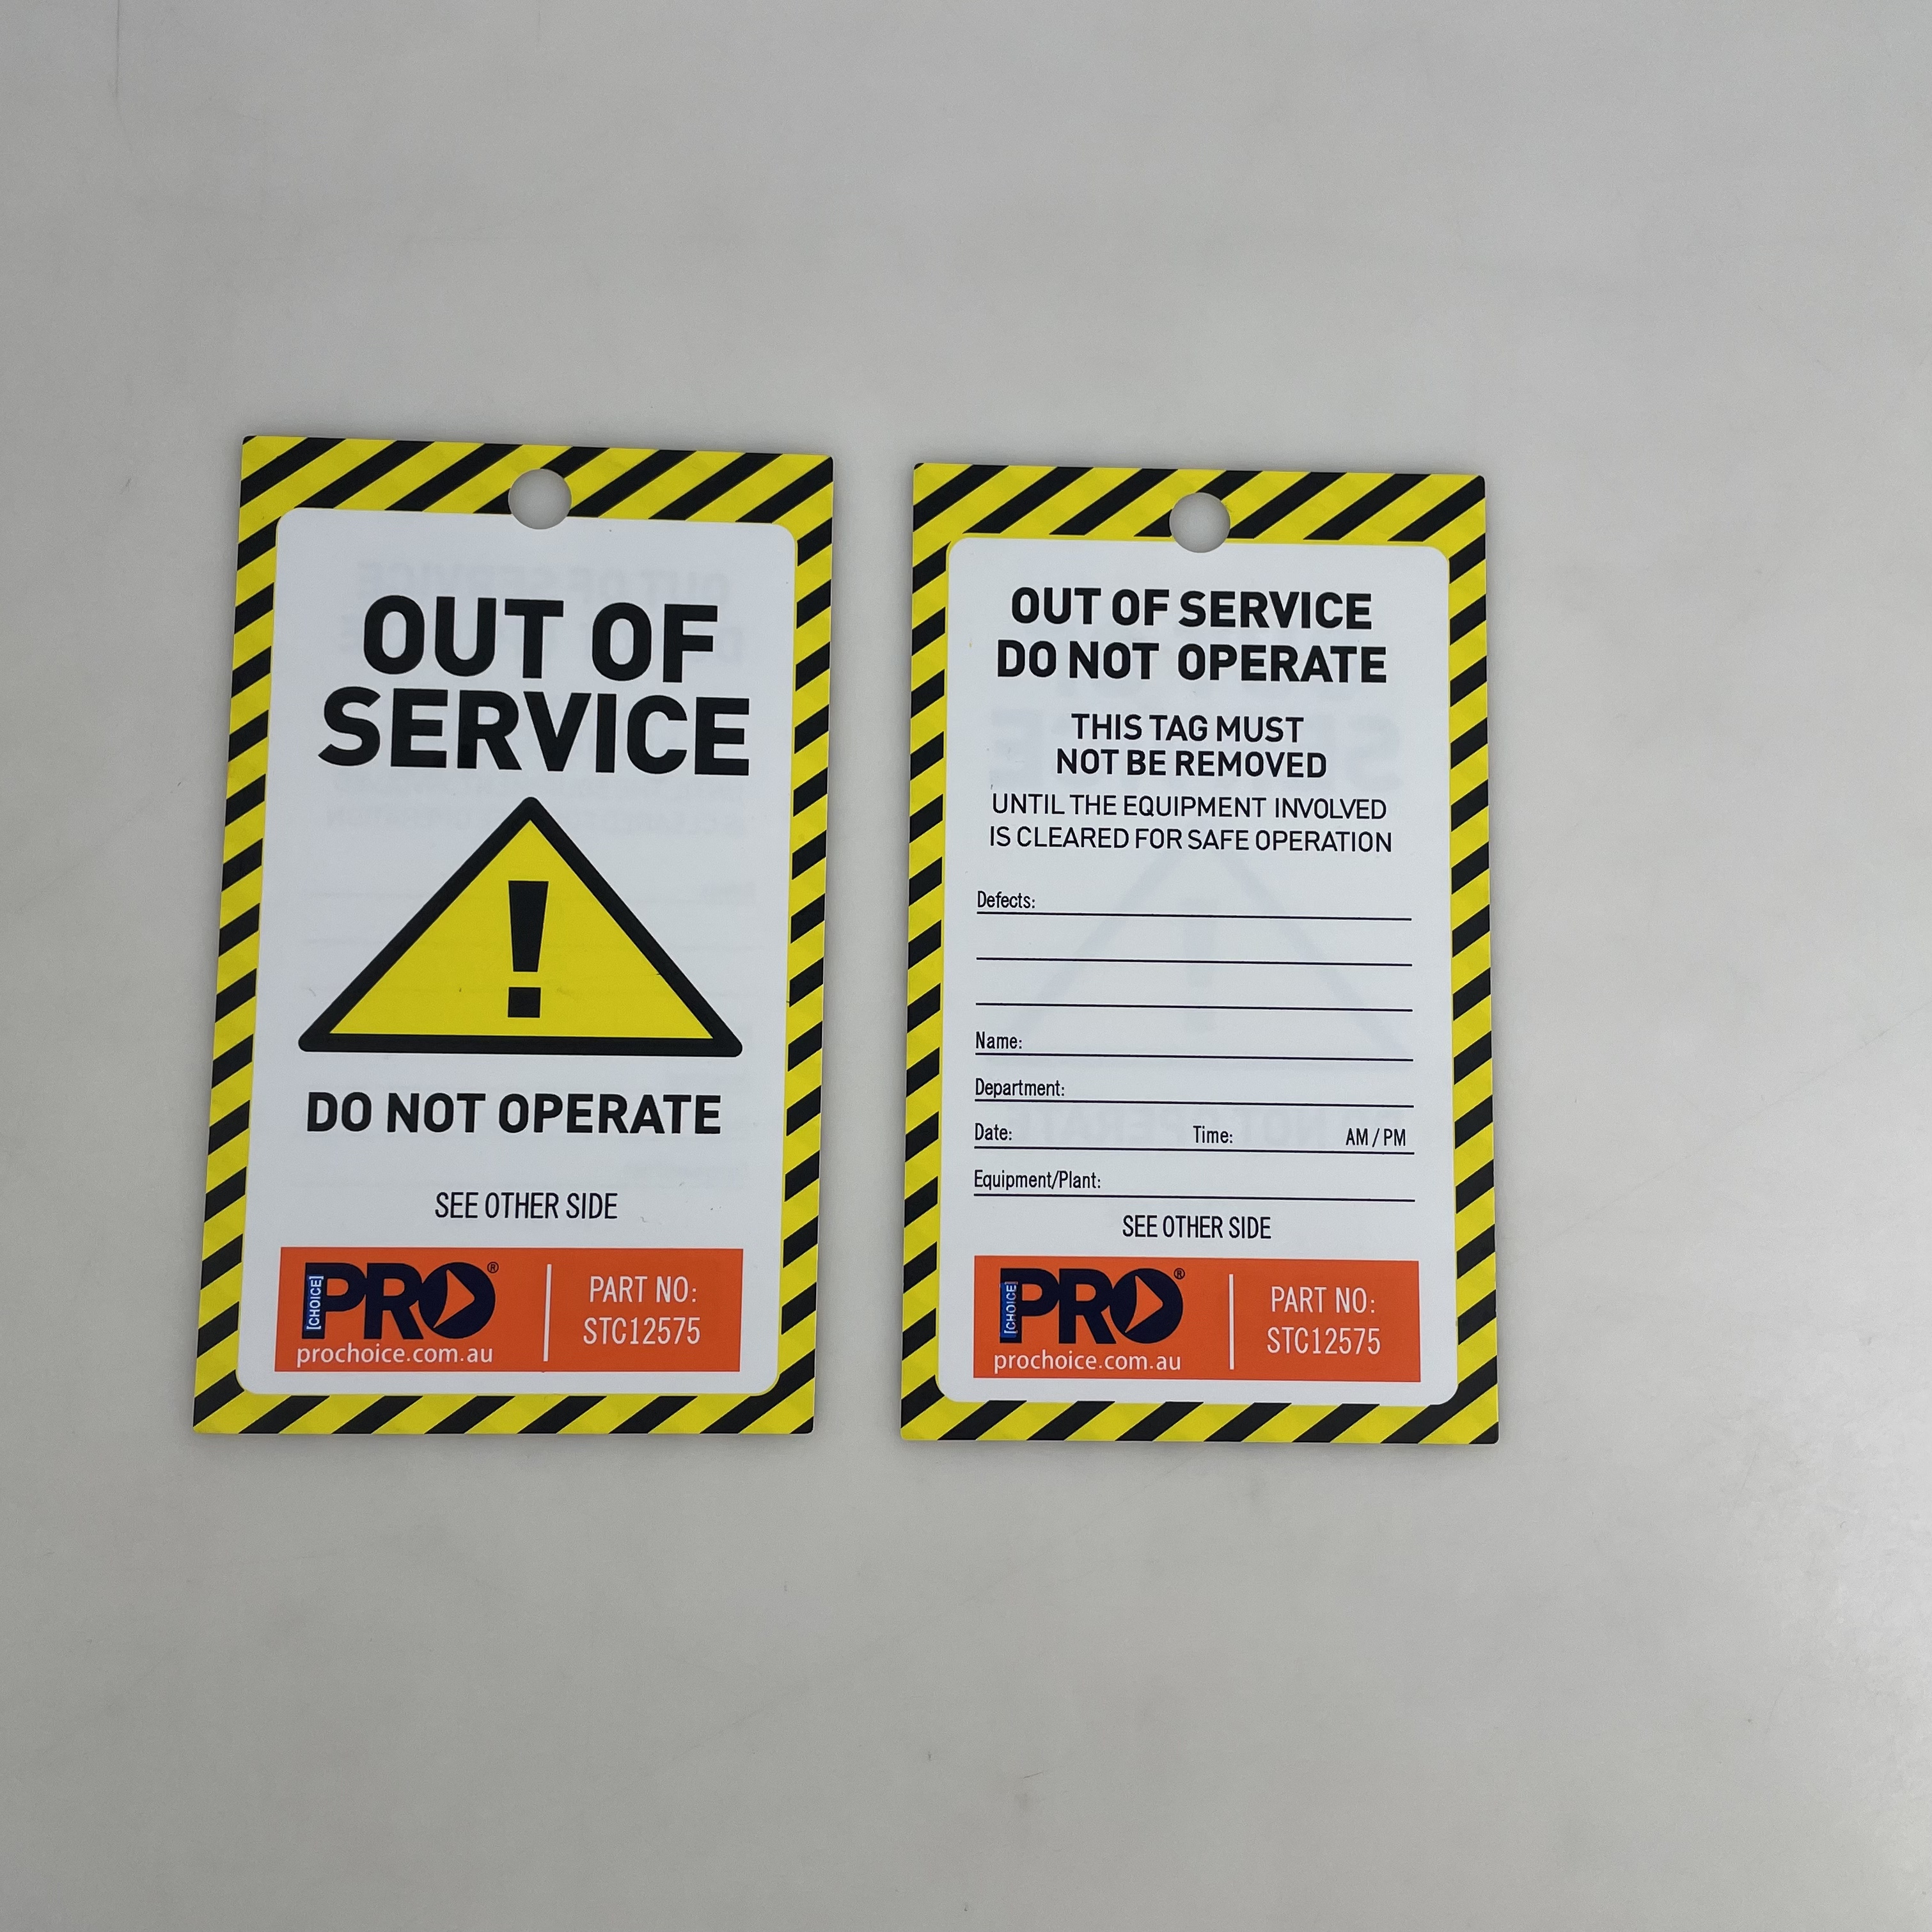 OUT OF
SERVICE
!
DO NOT OPERATE
SEE OTHER SIDE
[CHOICE]
PRO®
prochoice.com.au
PART NO:
STC12575
OUT OF SERVICE
DO NOT OPERATE
THIS TAG MUST
NOT BE REMOVED
UNTIL THE EQUIPMENT INVOLVED
IS CLEARED FOR SAFE OPERATION
Defects:
Name:
Department:
Date: Time: AM / PM
Equipment/Plant:
SEE OTHER SIDE
[CHOICE]
PRO®
prochoice.com.au
PART NO:
STC12575